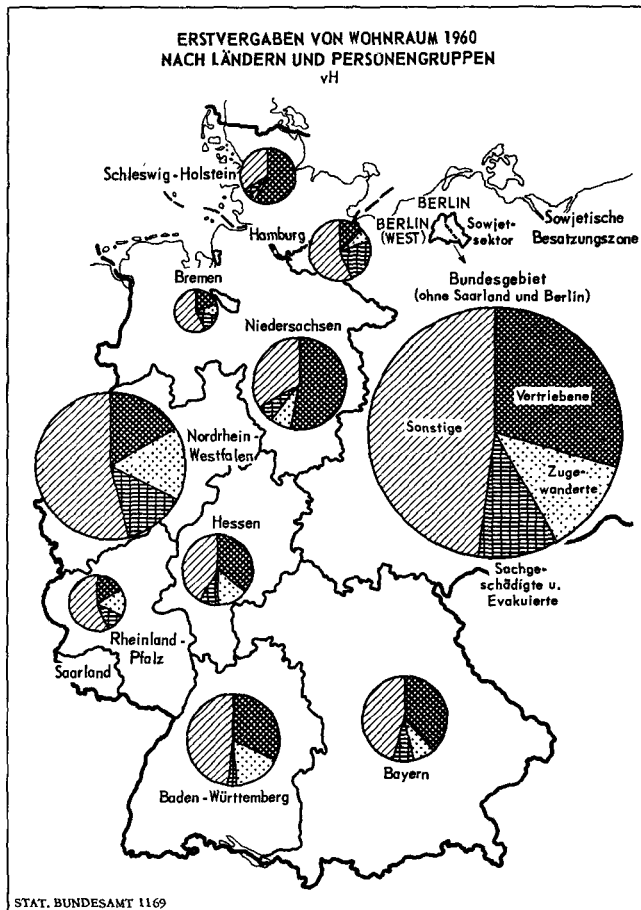 ERSTVERGABEN VON WOHNRAUM 1960
NACH LÄNDERN UND PERSONENGRUPPEN
vH
Schleswig-Holstein
Hamburg
BERLIN
BERLIN
(WEST)
Sowjet-
sektor
Sowjetische
Besatzungszone
Bremen
Bundesgebiet
(ohne Saarland und Berlin)
Niedersachsen
Vertriebene
Sonstige
Zuge-
wanderte
Sachge-
schädigte u.
Evakuierte
Nordrhein-
Westfalen
Hessen
Rheinland-
Pfalz
Saarland
Baden-Württemberg
Bayern
STAT. BUNDESAMT 1169